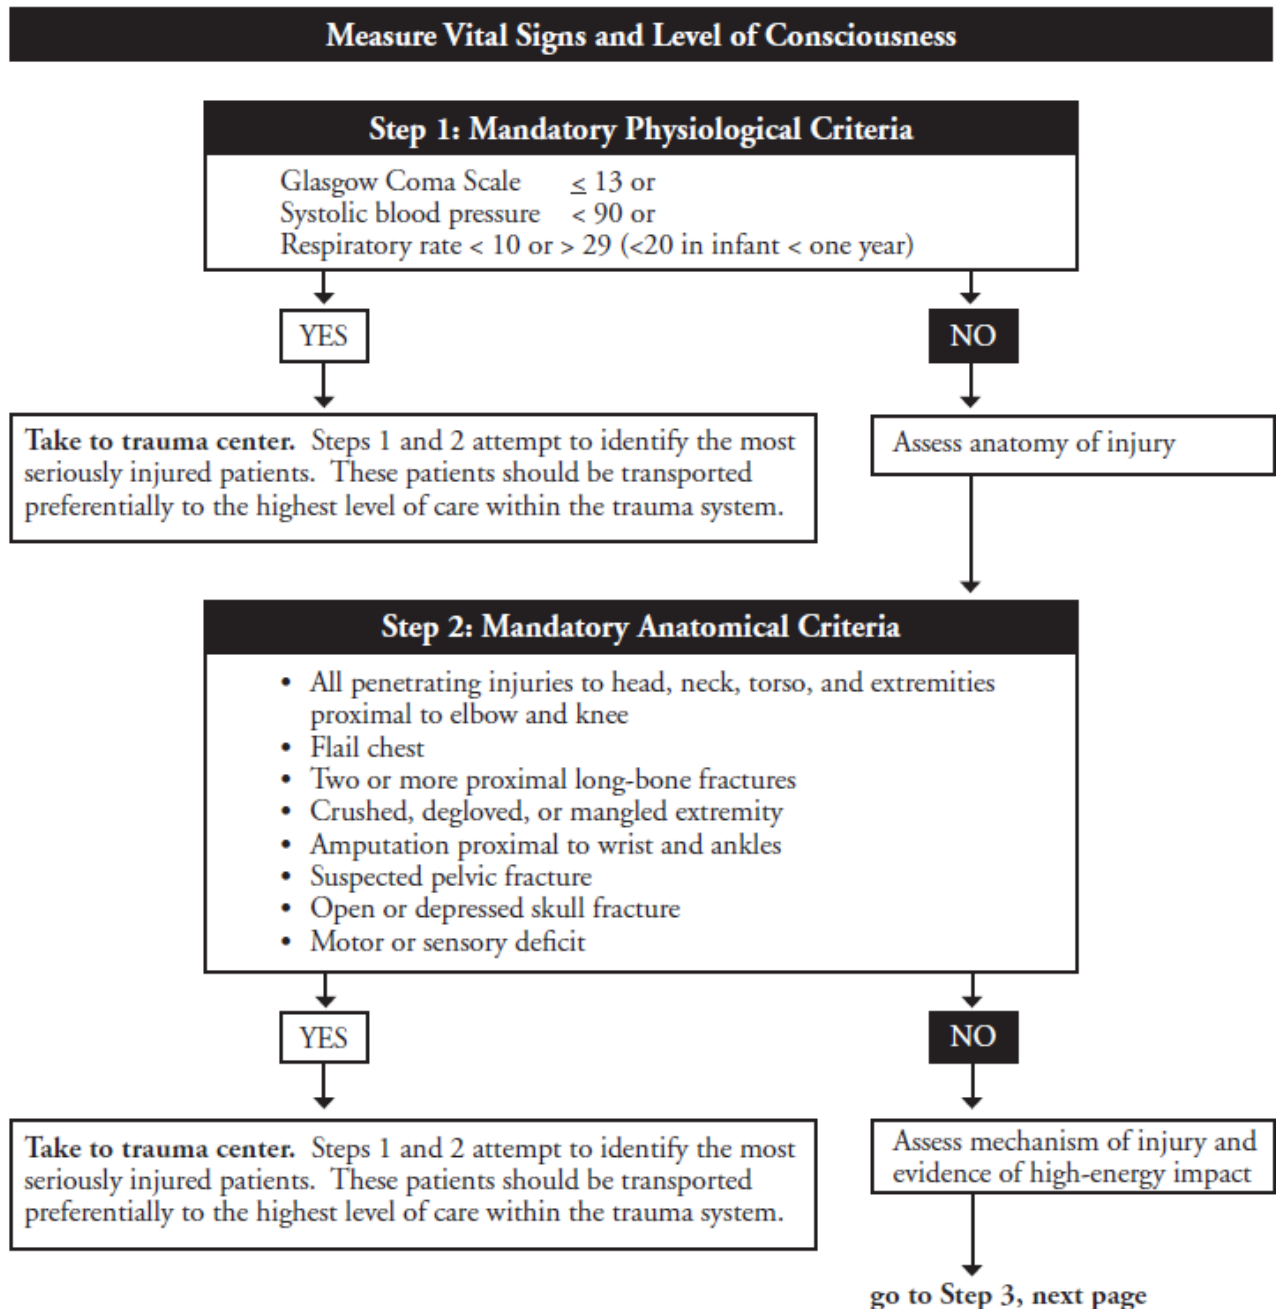 Measure Vital Signs and Level of Consciousness
Step 1: Mandatory Physiological Criteria
Glasgow Coma Scale ≤ 13 or
Systolic blood pressure < 90 or
Respiratory rate < 10 or > 29 (<20 in infant < one year)
YES
NO
Take to trauma center. Steps 1 and 2 attempt to identify the most
seriously injured patients. These patients should be transported
preferentially to the highest level of care within the trauma system.
Assess anatomy of injury
Step 2: Mandatory Anatomical Criteria
• All penetrating injuries to head, neck, torso, and extremities
proximal to elbow and knee
• Flail chest
• Two or more proximal long-bone fractures
• Crushed, degloved, or mangled extremity
• Amputation proximal to wrist and ankles
• Suspected pelvic fracture
• Open or depressed skull fracture
• Motor or sensory deficit
YES
NO
Take to trauma center. Steps 1 and 2 attempt to identify the most
seriously injured patients. These patients should be transported
preferentially to the highest level of care within the trauma system.
Assess mechanism of injury and
evidence of high-energy impact
go to Step 3, next page